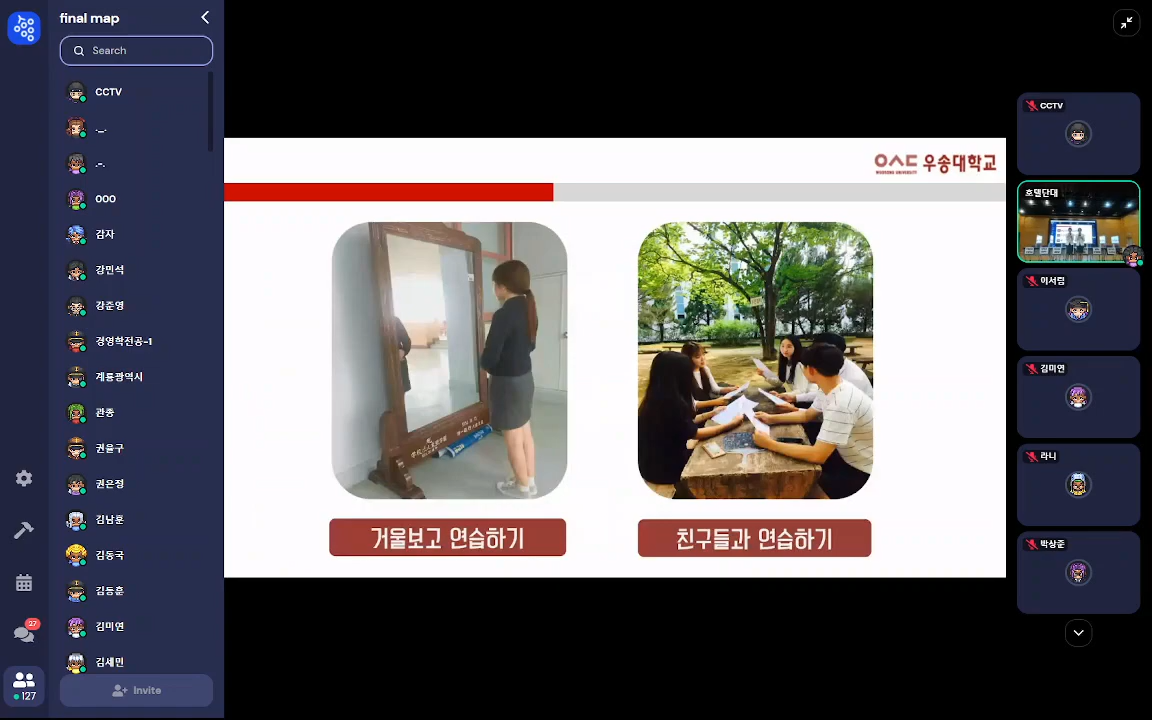 final map
Search
CCTV
._.
.-.
OOO
감자
강민석
강준영
경영학전공-1
계룡광역시
관종
권율구
권은정
김남훈
김동국
김동훈
김미연
김세민
Invite
27
127
우송대학교
WOOSONG UNIVERSITY
거울보고 연습하기
친구들과 연습하기
CCTV
호텔단대
이서림
김미연
라니
박상준